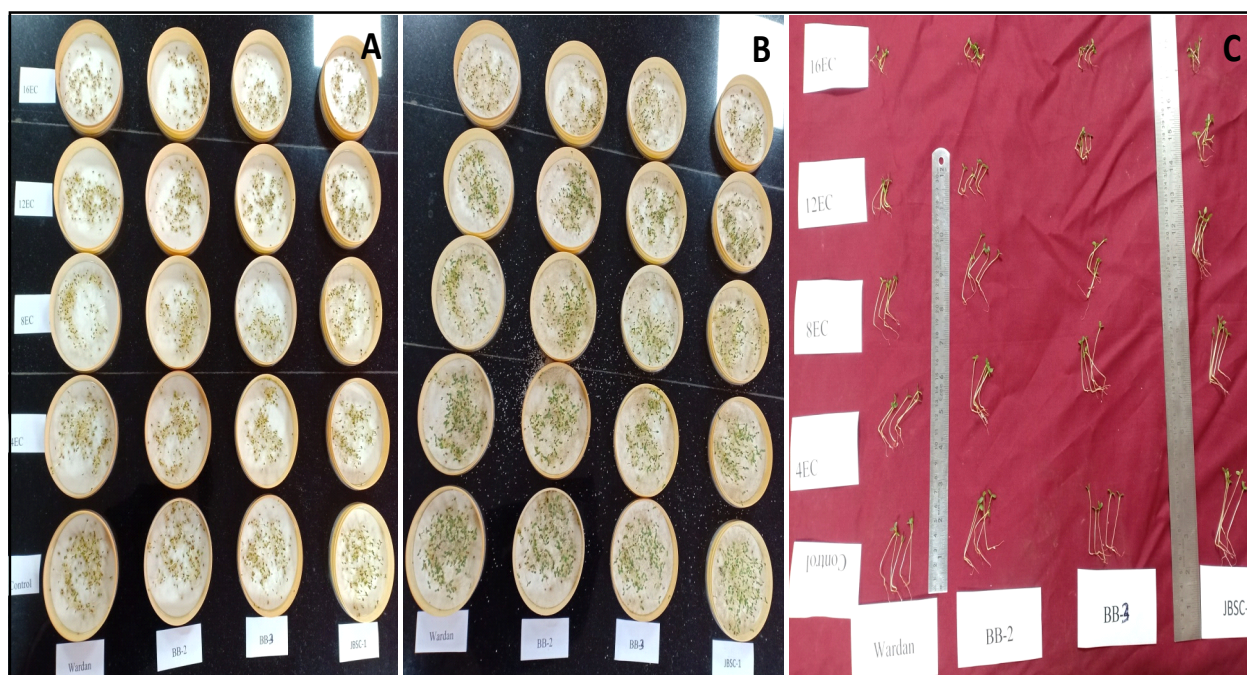 A
16EC
12EC
8EC
4EC
Control
Wardan
BB-2
BB-3
JBSC-1
B
Wardan
BB-2
BB-3
JBSC-1
C
16EC
12EC
8EC
4EC
Control
Wardan
BB-2
BB-3
JBSC-